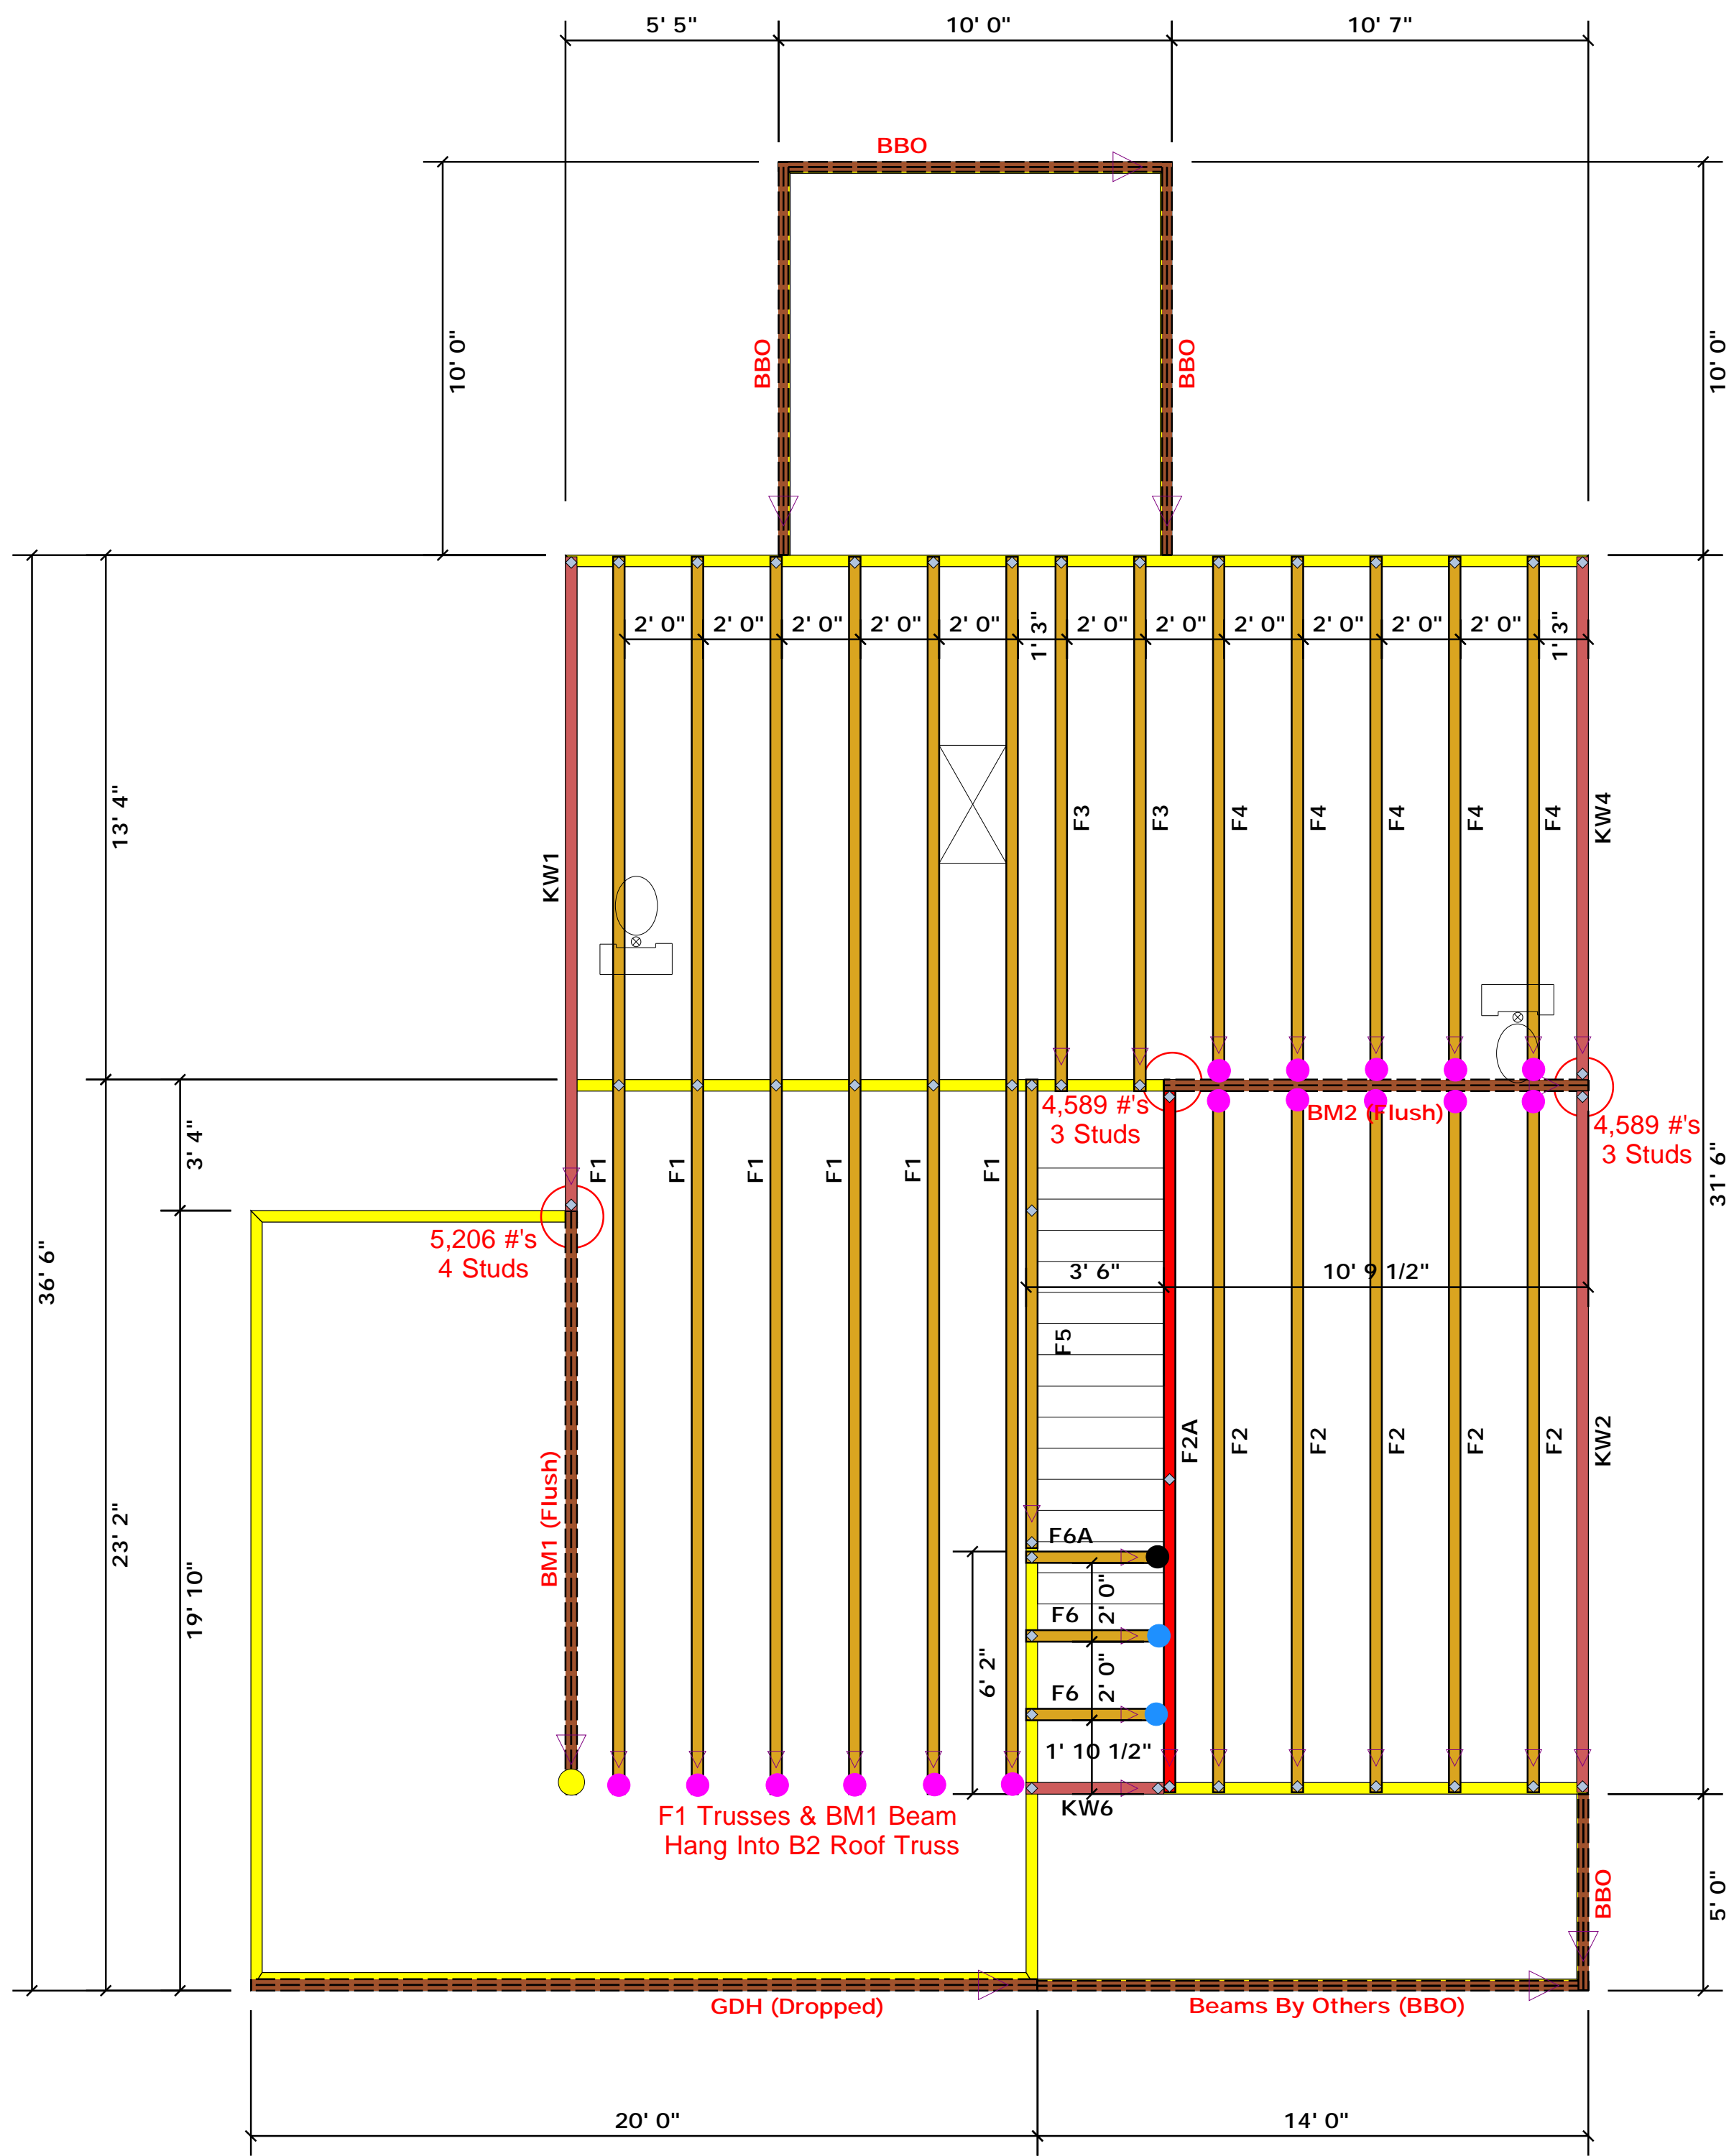 5' 5"
10' 0"
10' 7"
BBO
10' 0"
BBO
BBO
10' 0"
2' 0"
2' 0"
2' 0"
2' 0"
2' 0"
1' 3"
2' 0"
2' 0"
2' 0"
2' 0"
2' 0"
2' 0"
1' 3"
13' 4"
KW1
F3
F3
F4
F4
F4
F4
F4
KW4
4,589 #'s
3 Studs
BM2 (Flush)
4,589 #'s
3 Studs
3' 4"
F1
F1
F1
F1
F1
F1
31' 6"
5,206 #'s
4 Studs
36' 6"
3' 6"
10' 9 1/2"
F5
F2A
F2
F2
F2
F2
F2
KW2
23' 2"
19' 10"
BM1 (Flush)
F6A
2' 0"
F6
2' 0"
6' 2"
F6
1' 10 1/2"
KW6
F1 Trusses & BM1 Beam
Hang Into B2 Roof Truss
BBO
5' 0"
GDH (Dropped)
Beams By Others (BBO)
20' 0"
14' 0"